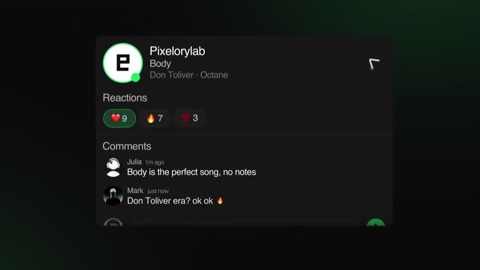 Pixelorylab
Body
Don Toliver · Octane
Reactions
❤️ 9 🔥 7 💯 3
Comments
Julia 1m ago
Body is the perfect song, no notes
Mark just now
Don Toliver era? ok ok 🔥